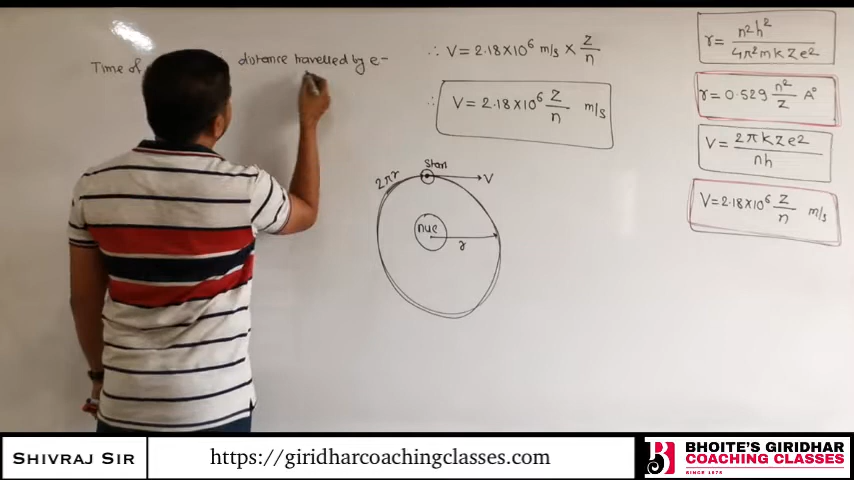 Time of distance travelled by e-
∴ V = 2.18×10⁶ m/s × Z/n
∴ V = 2.18×10⁶ Z/n m/s
r = n²h²/4π²mKZe²
r = 0.529 n²/Z A°
V = 2πKZe²/nh
V = 2.18×10⁶ Z/n m/s
Start
2πr
V
nuc
r
SHIVRAJ SIR
https://giridharcoachingclasses.com
BHOITE'S GIRIDHAR
COACHING CLASSES